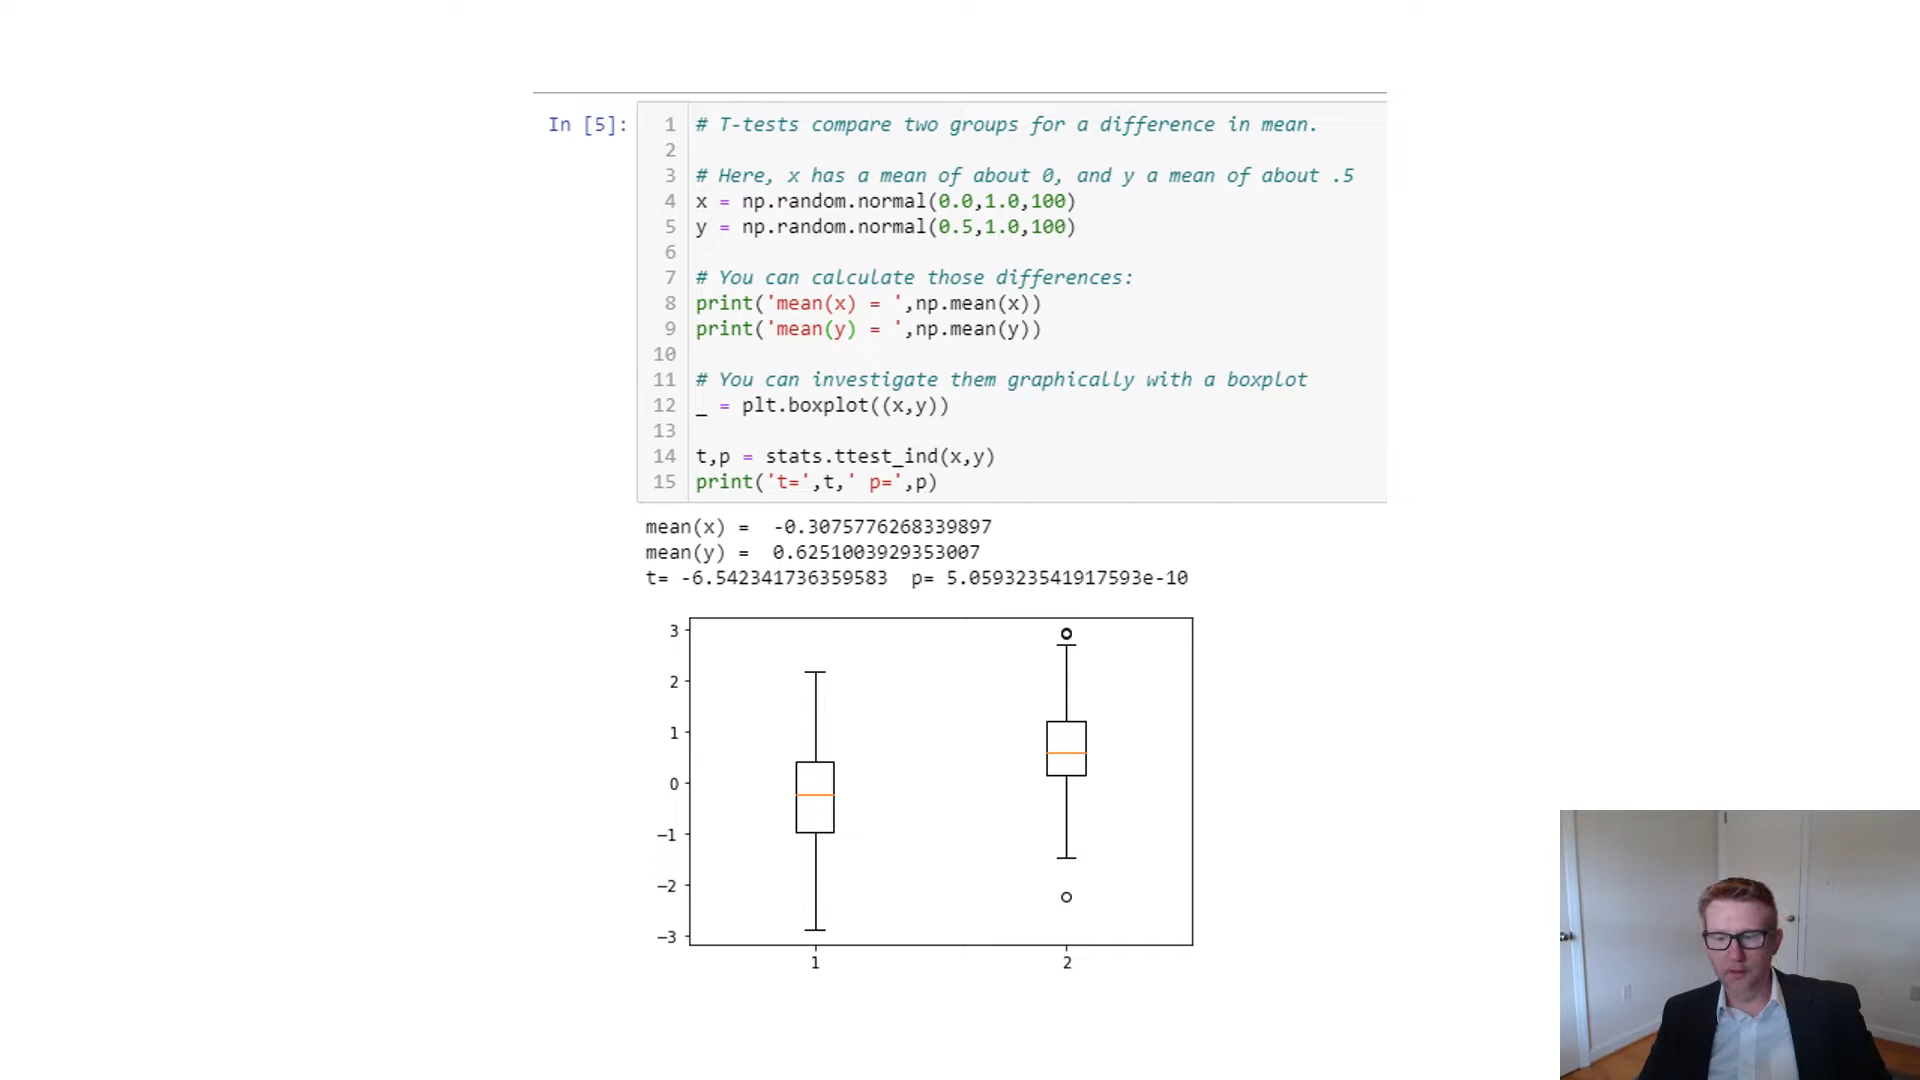 In [5]:
1 # T-tests compare two groups for a difference in mean.
2
3 # Here, x has a mean of about 0, and y a mean of about .5
4 x = np.random.normal(0.0,1.0,100)
5 y = np.random.normal(0.5,1.0,100)
6
7 # You can calculate those differences:
8 print('mean(x) = ',np.mean(x))
9 print('mean(y) = ',np.mean(y))
10
11 # You can investigate them graphically with a boxplot
12 _ = plt.boxplot((x,y))
13
14 t,p = stats.ttest_ind(x,y)
15 print('t=',t,' p=',p)
mean(x) =  -0.3075776268339897
mean(y) =  0.6251003929353007
t= -6.542341736359583  p= 5.059323541917593e-10
3
2
1
0
−1
−2
−3
1 2